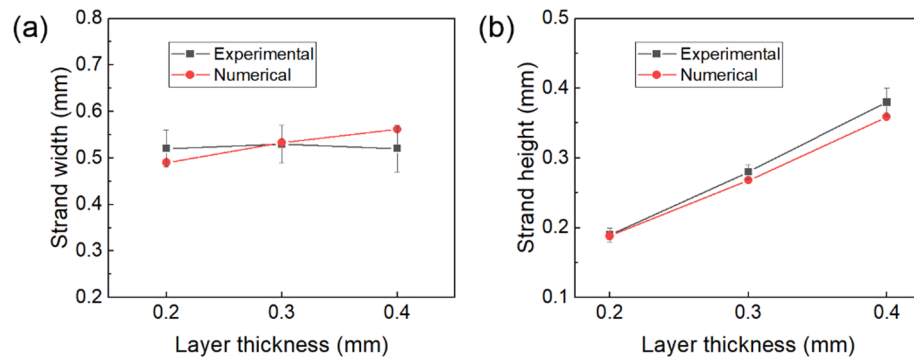 (a)
0.8
0.7
0.6
0.5
0.4
0.3
0.2
Strand width (mm)
Experimental
Numerical
0.2 0.3 0.4
Layer thickness (mm)
(b)
0.5
0.4
0.3
0.2
0.1
Strand height (mm)
Experimental
Numerical
0.2 0.3 0.4
Layer thickness (mm)